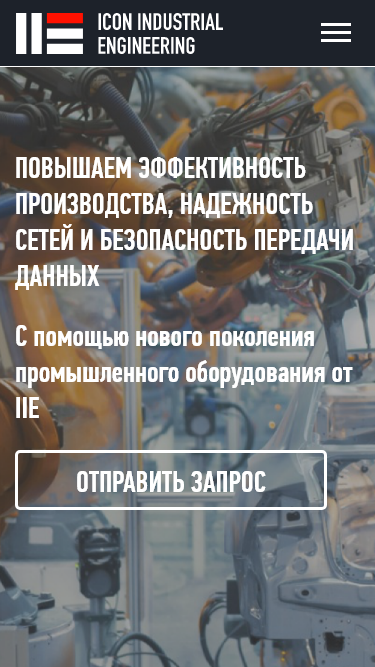 ICON INDUSTRIAL
ENGINEERING
ПОВЫШАЕМ ЭФФЕКТИВНОСТЬ
ПРОИЗВОДСТВА, НАДЕЖНОСТЬ
СЕТЕЙ И БЕЗОПАСНОСТЬ ПЕРЕДАЧИ
ДАННЫХ
С помощью нового поколения
промышленного оборудования от
IIE
ОТПРАВИТЬ ЗАПРОС